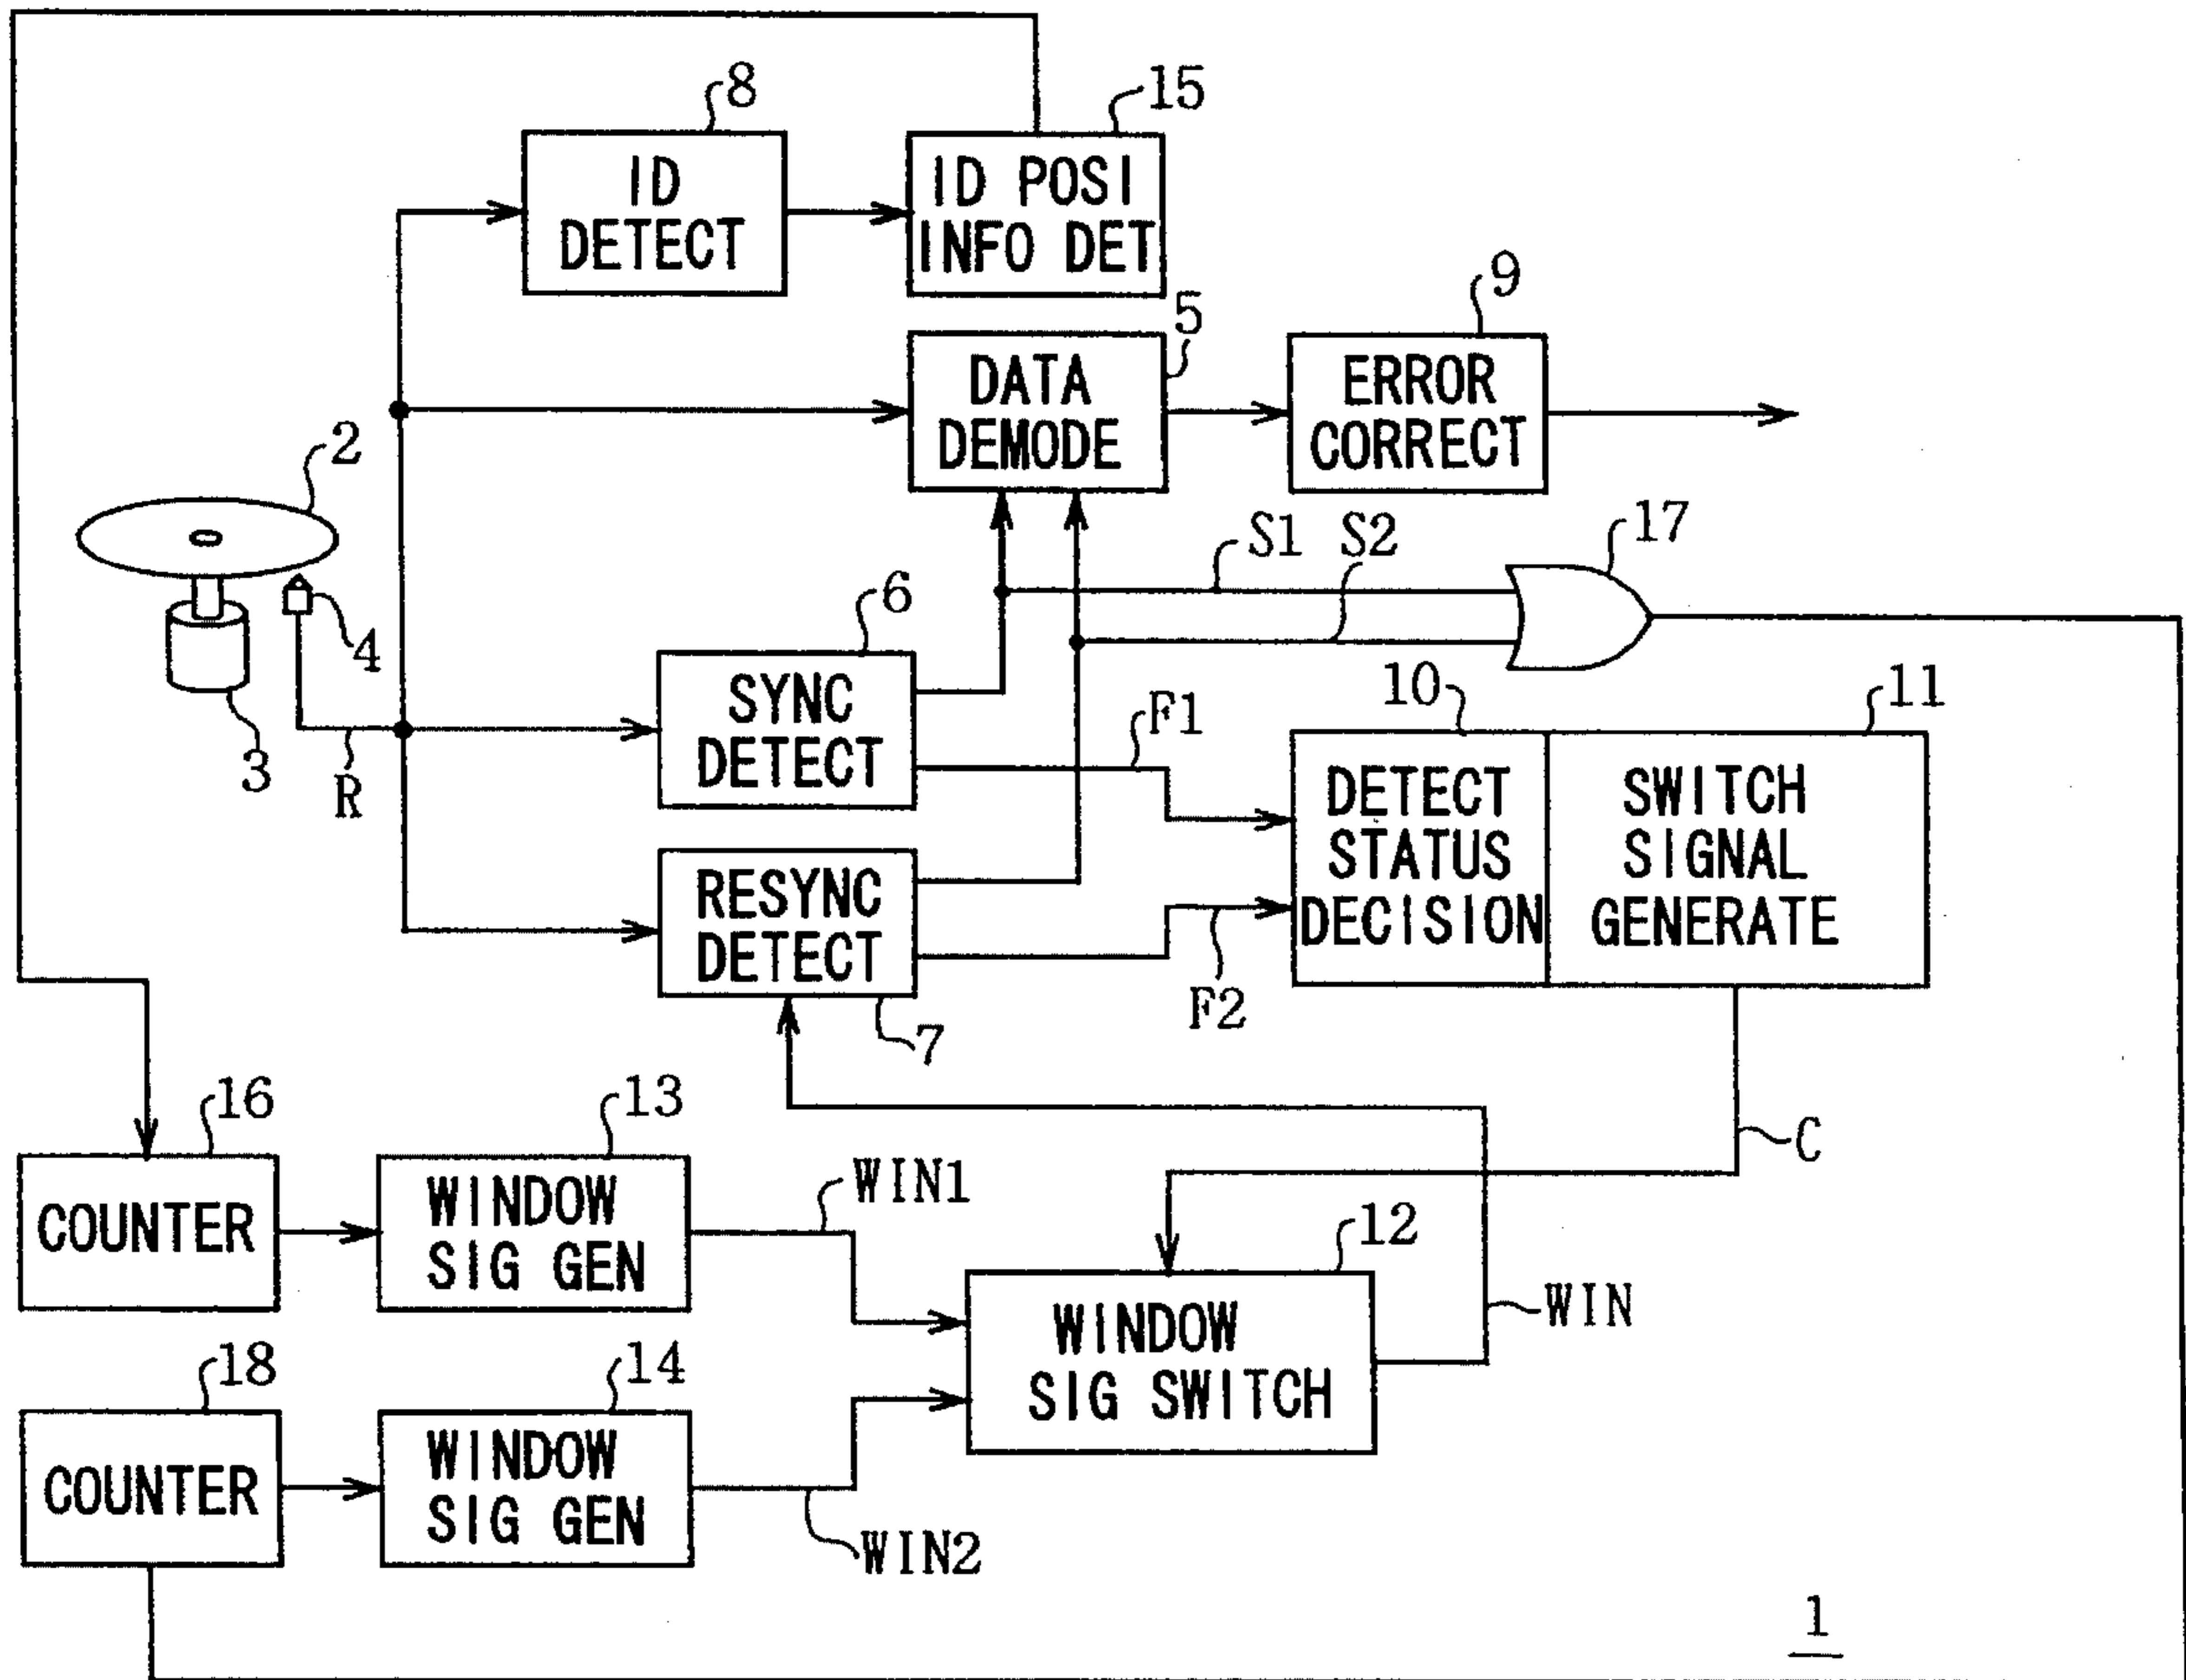 8
15
ID
DETECT
ID POSI
INFO DET
5
9
DATA
DEMODE
ERROR
CORRECT
2
S1
S2
17
6
4
3
R
SYNC
DETECT
F1
10
11
DETECT
STATUS
DECISION
SWITCH
SIGNAL
GENERATE
RESYNC
DETECT
F2
7
16
13
C
COUNTER
WINDOW
SIG GEN
WIN1
12
WINDOW
SIG SWITCH
WIN
18
14
COUNTER
WINDOW
SIG GEN
WIN2
1